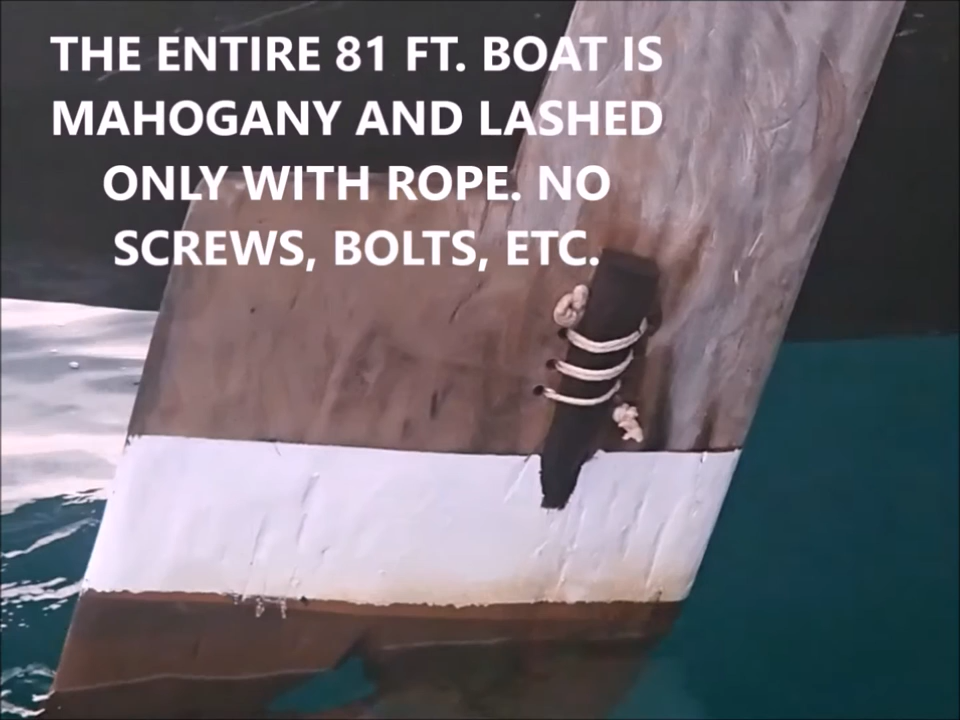 THE ENTIRE 81 FT. BOAT IS
MAHOGANY AND LASHED
ONLY WITH ROPE. NO
SCREWS, BOLTS, ETC.